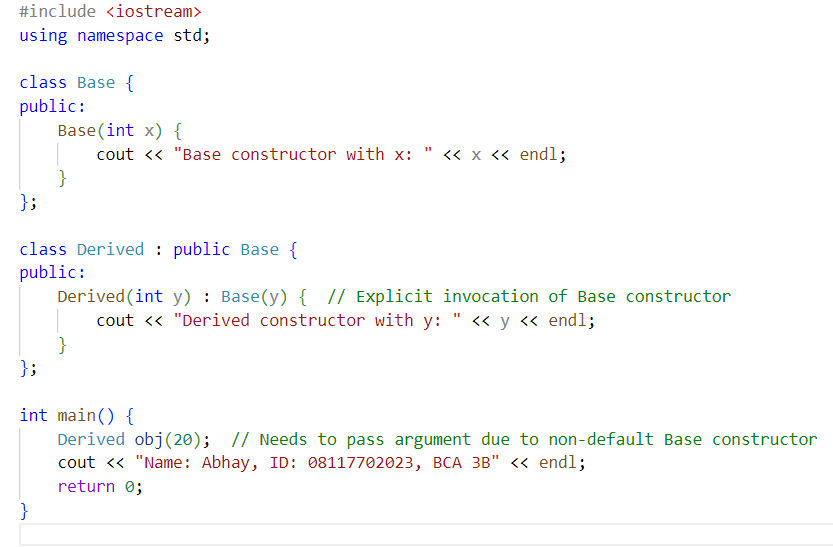 #include <iostream>
using namespace std;
class Base {
public:
    Base(int x) {
        cout << "Base constructor with x: " << x << endl;
    }
};
class Derived : public Base {
public:
    Derived(int y) : Base(y) {  // Explicit invocation of Base constructor
        cout << "Derived constructor with y: " << y << endl;
    }
};
int main() {
    Derived obj(20);  // Needs to pass argument due to non-default Base constructor
    cout << "Name: Abhay, ID: 08117702023, BCA 3B" << endl;
    return 0;
}